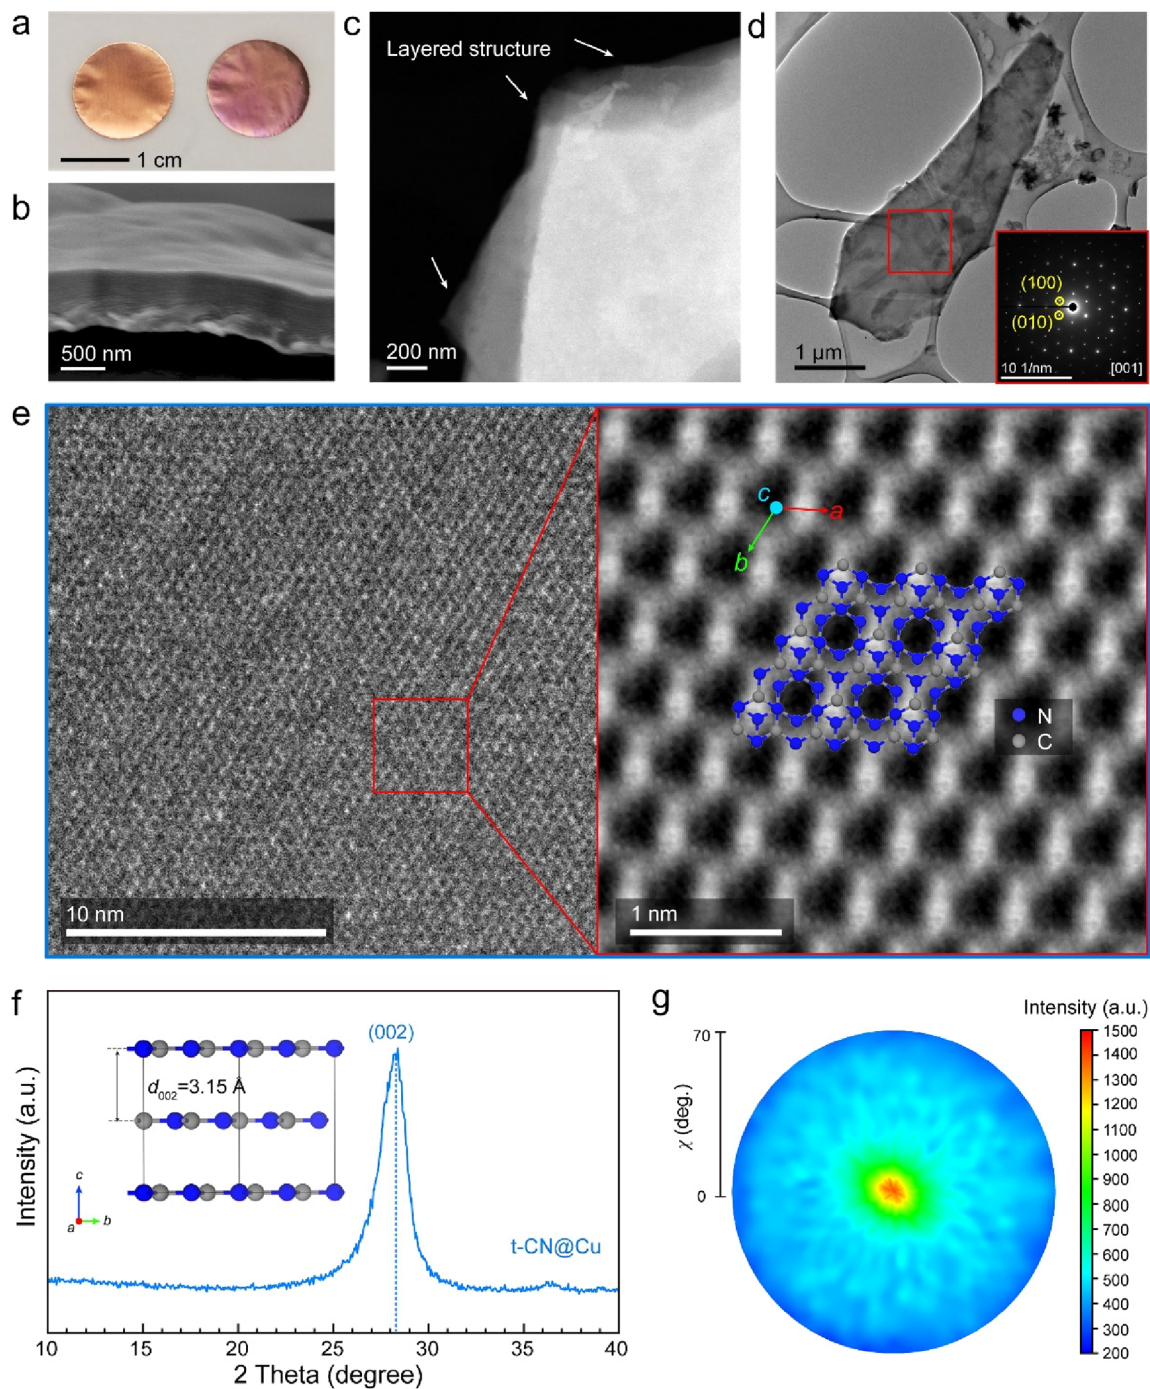 a
1 cm
b
500 nm
c
Layered structure
200 nm
d
1 µm
(100)
(010)
10 1/nm
[001]
e
10 nm
c
a
b
N
C
1 nm
f
Intensity (a.u.)
(002)
d002=3.15 Å
c
a
b
t-CN@Cu
10 15 20 25 30 35 40
2 Theta (degree)
g
Intensity (a.u.)
70
χ (deg.)
0
1500
1400
1300
1200
1100
1000
900
800
700
600
500
400
300
200